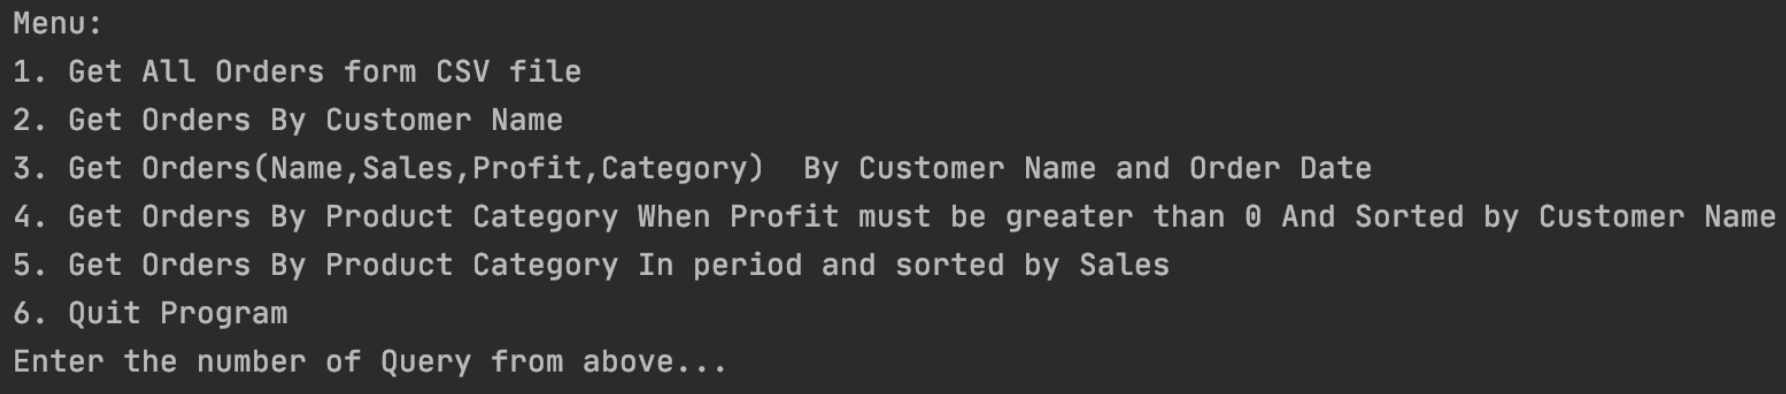 Menu:
1. Get All Orders form CSV file
2. Get Orders By Customer Name
3. Get Orders(Name,Sales,Profit,Category)  By Customer Name and Order Date
4. Get Orders By Product Category When Profit must be greater than 0 And Sorted by Customer Name
5. Get Orders By Product Category In period and sorted by Sales
6. Quit Program
Enter the number of Query from above...